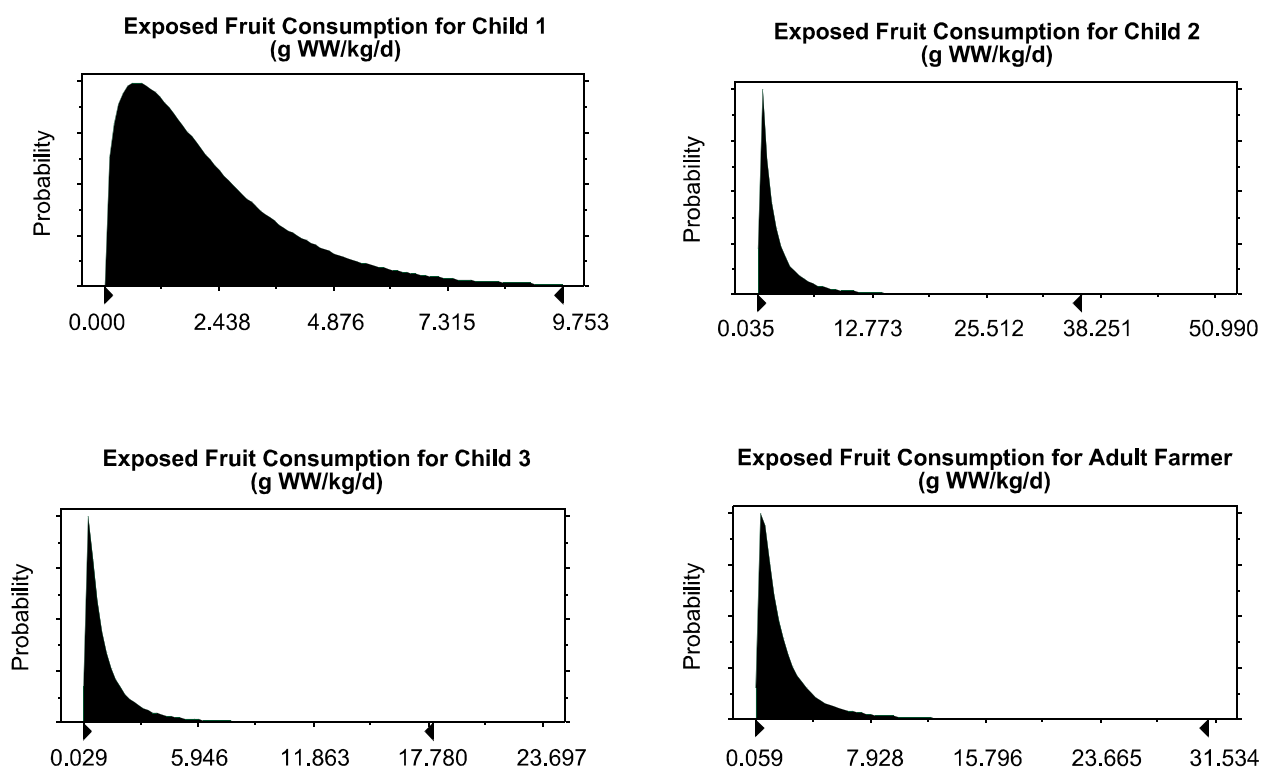 Exposed Fruit Consumption for Child 1
(g WW/kg/d)
Probability
0.000 2.438 4.876 7.315 9.753
Exposed Fruit Consumption for Child 2
(g WW/kg/d)
Probability
0.035 12.773 25.512 38.251 50.990
Exposed Fruit Consumption for Child 3
(g WW/kg/d)
Probability
0.029 5.946 11.863 17.780 23.697
Exposed Fruit Consumption for Adult Farmer
(g WW/kg/d)
Probability
0.059 7.928 15.796 23.665 31.534